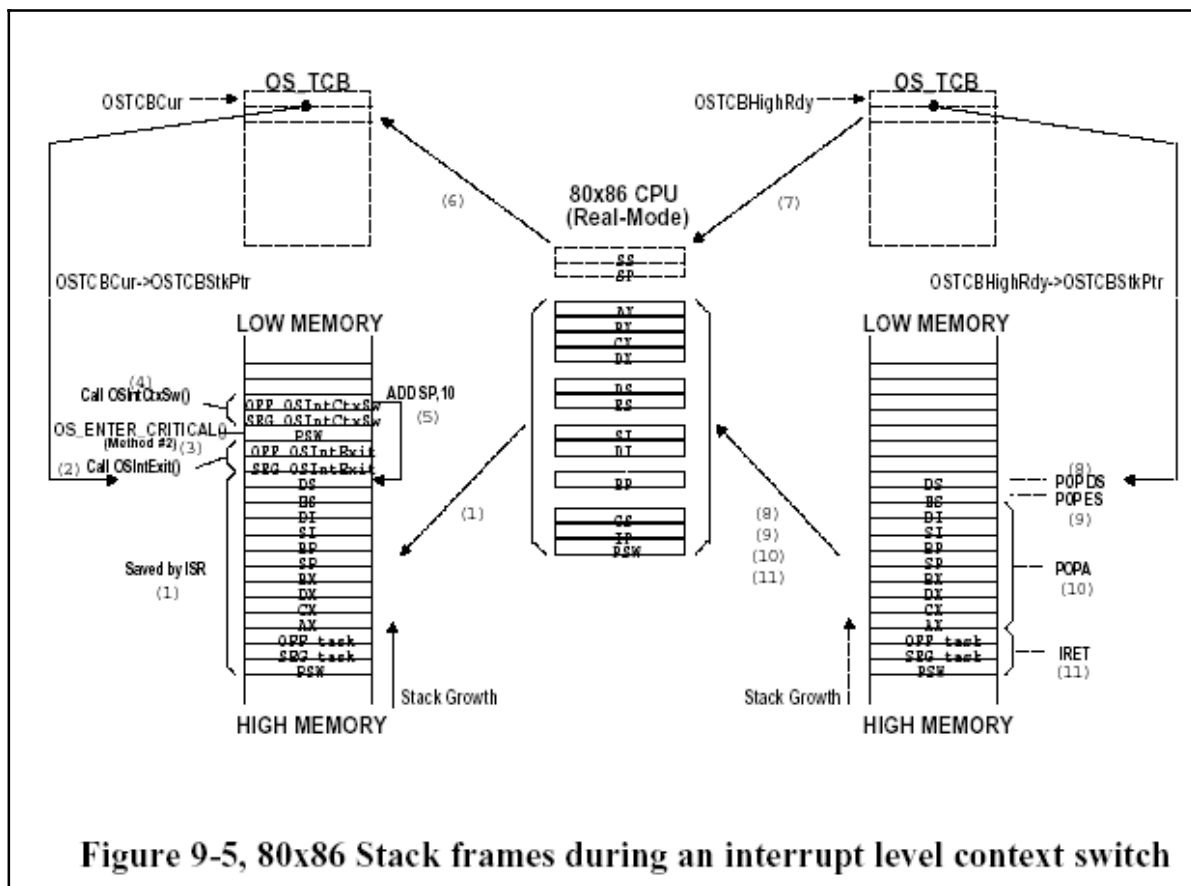 OS_TCB
OSTCBCur
OS_TCB
OSTCBHighRdy
(6)
80x86 CPU
(Real-Mode)
(7)
SS
SP
OSTCBCur->OSTCBStkPtr
OSTCBHighRdy->OSTCBStkPtr
AX
BX
CX
DX
DS
ES
SI
DI
BP
CS
IP
PSW
LOW MEMORY
(4)
Call OSIntCtxSw()
OFF OSIntCtxSw
SEG OSIntCtxSw
ADD SP,10
(5)
OS_ENTER_CRITICAL()
(Method #2)
(3)
PSW
(2)
Call OSIntExit()
OFF OSIntExit
SEG OSIntExit
DS
ES
DI
SI
BP
SP
BX
DX
CX
AX
OFF task
SEG task
PSW
Saved by ISR
(1)
(1)
Stack Growth
HIGH MEMORY
(8)
(9)
(10)
(11)
LOW MEMORY
DS
ES
DI
SI
BP
SP
BX
DX
CX
AX
OFF task
SEG task
PSW
(8)
POP DS
POP ES
(9)
POPA
(10)
IRET
(11)
Stack Growth
HIGH MEMORY
Figure 9-5, 80x86 Stack frames during an interrupt level context switch